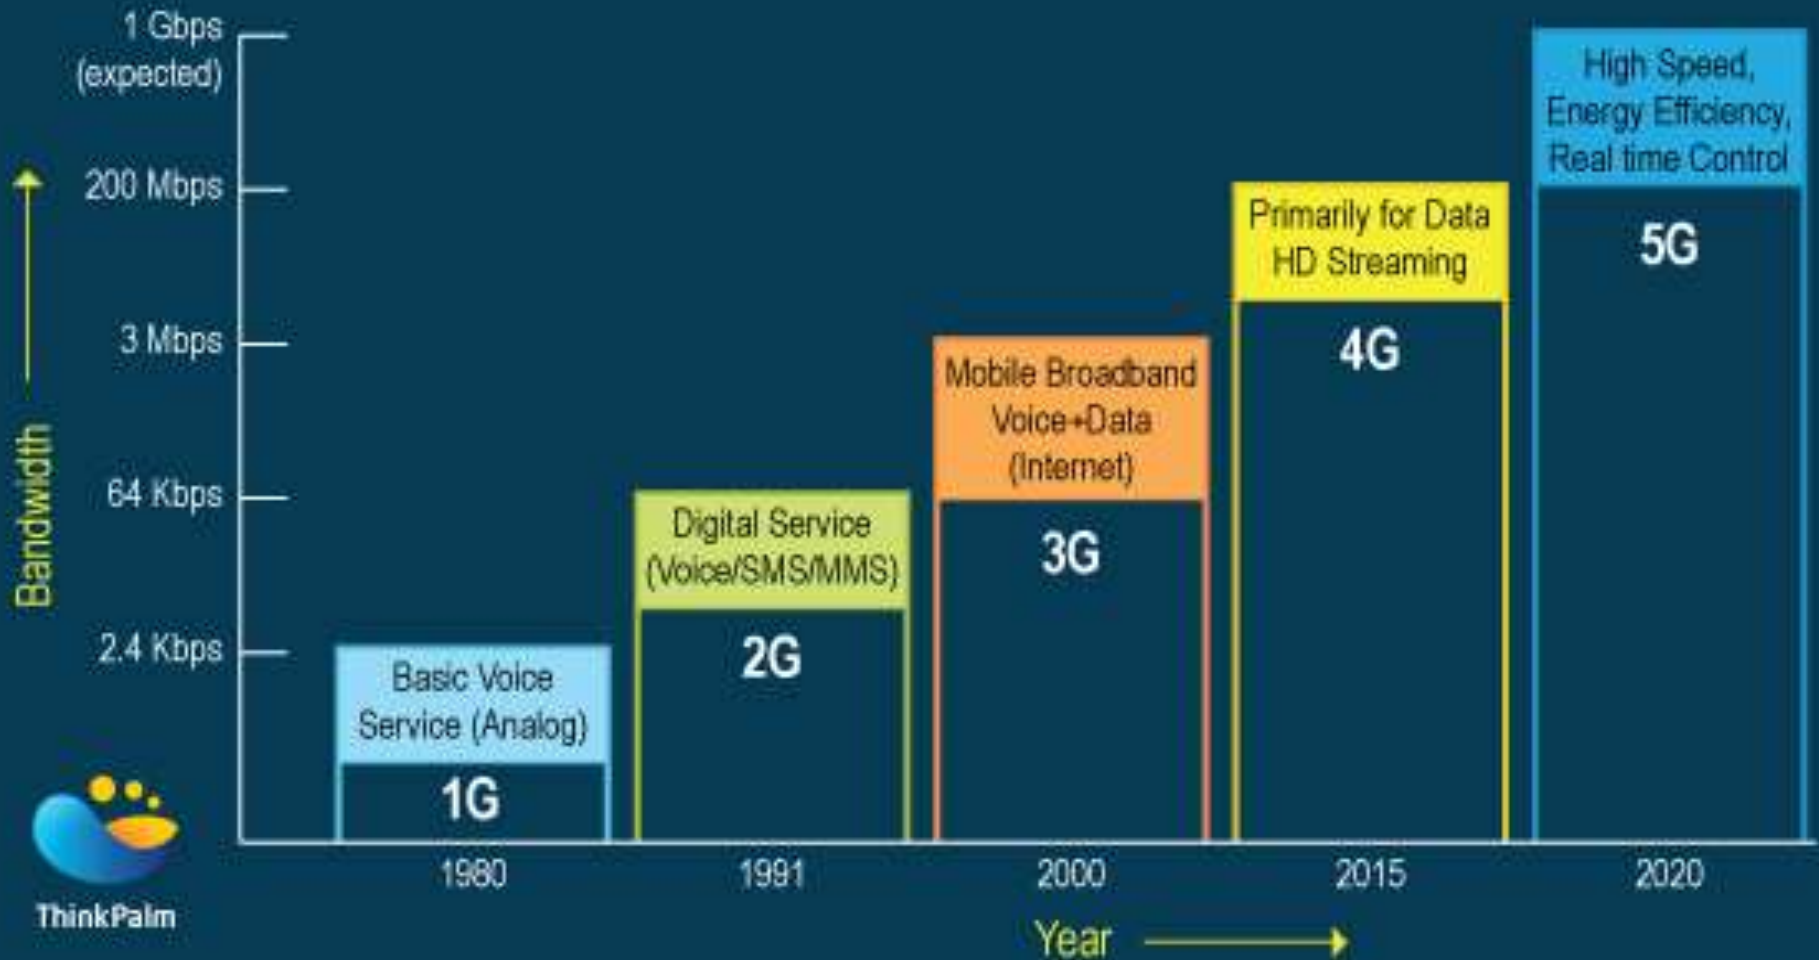 1 Gbps
(expected)
200 Mbps
3 Mbps
64 Kbps
2.4 Kbps
Bandwidth
Basic Voice
Service (Analog)
1G
Digital Service
(Voice/SMS/MMS)
2G
Mobile Broadband
Voice+Data
(Internet)
3G
Primarily for Data
HD Streaming
4G
High Speed,
Energy Efficiency,
Real time Control
5G
1980
1991
2000
2015
2020
Year
ThinkPalm